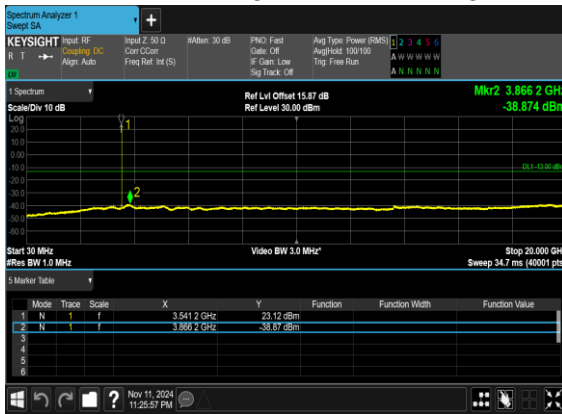 Spectrum Analyzer 1
Swept SA
+
KEYSIGHT Input: RF Input Z: 50 Ω #Atten: 30 dB PNO: Fast Avg Type: Power (RMS) 1 2 3 4 5 6
R T Coupling: DC Corr CCorr Gate: Off Avg|Hold: 100/100 A W W W W W
Align: Auto Freq Ref: Int (S) IF Gain: Low Trig: Free Run
Sig Track: Off A N N N N N
1 Spectrum Ref Lvl Offset 15.87 dB Mkr2 3.866 2 GHz
Scale/Div 10 dB Ref Level 30.00 dBm -38.874 dBm
Log
20.0
10.0
0.00
-10.0
-20.0
-30.0
-40.0
-50.0
-60.0
1
DL1 -13.00 dBm
2
Start 30 MHz Video BW 3.0 MHz* Stop 20.000 GHz
#Res BW 1.0 MHz Sweep 34.7 ms (40001 pts)
5 Marker Table
Mode Trace Scale X Y Function Function Width Function Value
1 N 1 f 3.541 2 GHz 23.12 dBm
2 N 1 f 3.866 2 GHz -38.87 dBm
3
4
5
6
? Nov 11, 2024
11:25:57 PM